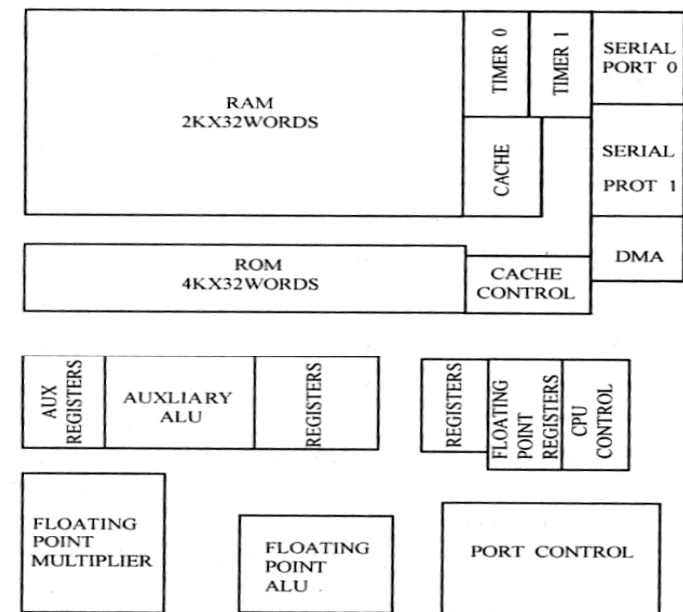 RAM
2KX32WORDS
TIMER 0
TIMER 1
SERIAL
PORT 0
CACHE
SERIAL
PROT 1
ROM
4KX32WORDS
CACHE
CONTROL
DMA
AUX
REGISTERS
AUXLIARY
ALU
REGISTERS
REGISTERS
FLOATING
POINT
REGISTERS
CPU
CONTROL
FLOATING
POINT
MULTIPLIER
FLOATING
POINT
ALU
PORT CONTROL